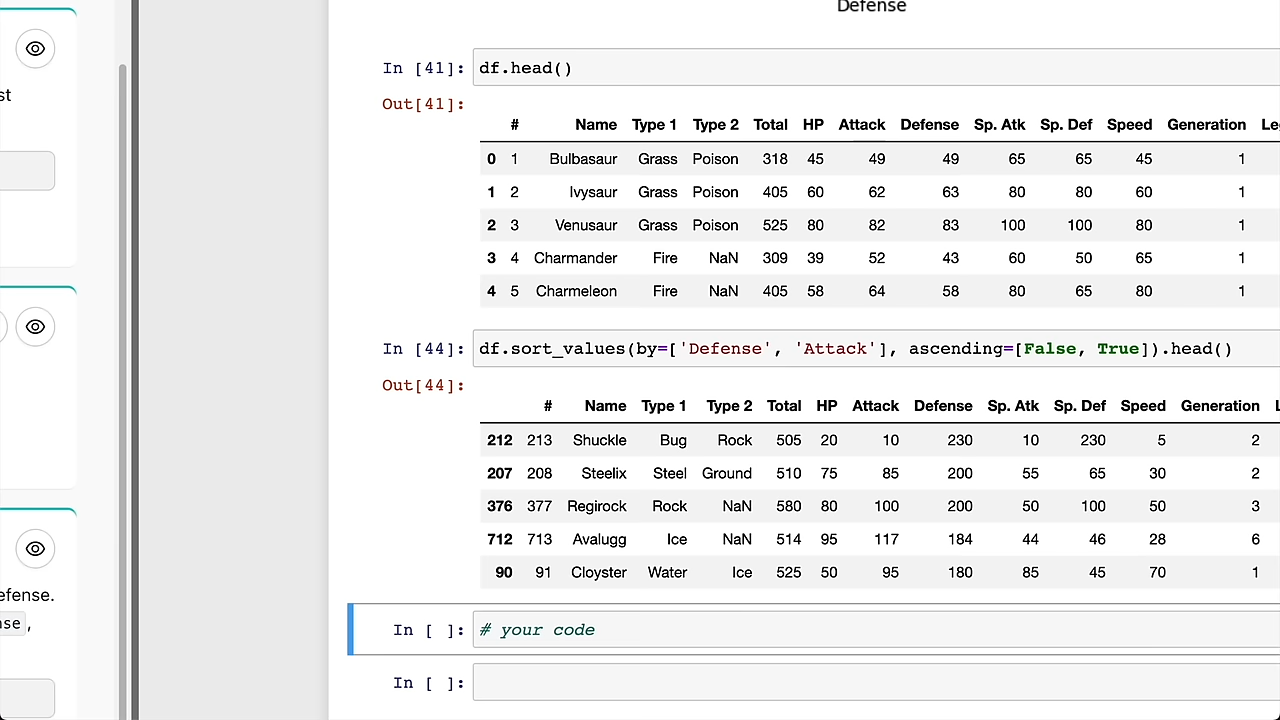 Defense
st
efense.
nse,
In [41]: df.head()
Out[41]:
# Name Type 1 Type 2 Total HP Attack Defense Sp. Atk Sp. Def Speed Generation Le
0 1 Bulbasaur Grass Poison 318 45 49 49 65 65 45 1
1 2 Ivysaur Grass Poison 405 60 62 63 80 80 60 1
2 3 Venusaur Grass Poison 525 80 82 83 100 100 80 1
3 4 Charmander Fire NaN 309 39 52 43 60 50 65 1
4 5 Charmeleon Fire NaN 405 58 64 58 80 65 80 1
In [44]: df.sort_values(by=['Defense', 'Attack'], ascending=[False, True]).head()
Out[44]:
# Name Type 1 Type 2 Total HP Attack Defense Sp. Atk Sp. Def Speed Generation L
212 213 Shuckle Bug Rock 505 20 10 230 10 230 5 2
207 208 Steelix Steel Ground 510 75 85 200 55 65 30 2
376 377 Regirock Rock NaN 580 80 100 200 50 100 50 3
712 713 Avalugg Ice NaN 514 95 117 184 44 46 28 6
90 91 Cloyster Water Ice 525 50 95 180 85 45 70 1
In [ ]: # your code
In [ ]: